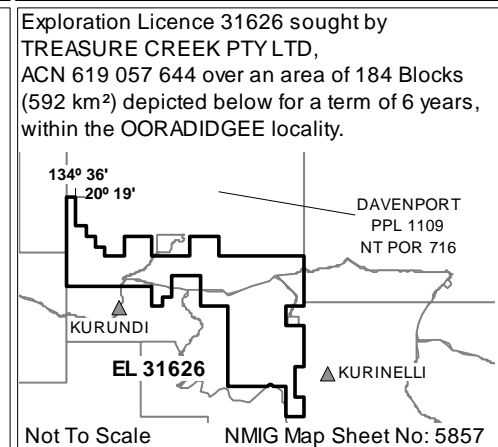 Exploration Licence 31626 sought by
TREASURE CREEK PTY LTD,
ACN 619 057 644 over an area of 184 Blocks
(592 km²) depicted below for a term of 6 years,
within the OORADIDGEE locality.
134º 36'
20º 19'
DAVENPORT
PPL 1109
NT POR 716
KURUNDI
EL 31626
KURINELLI
Not To Scale
NMIG Map Sheet No: 5857